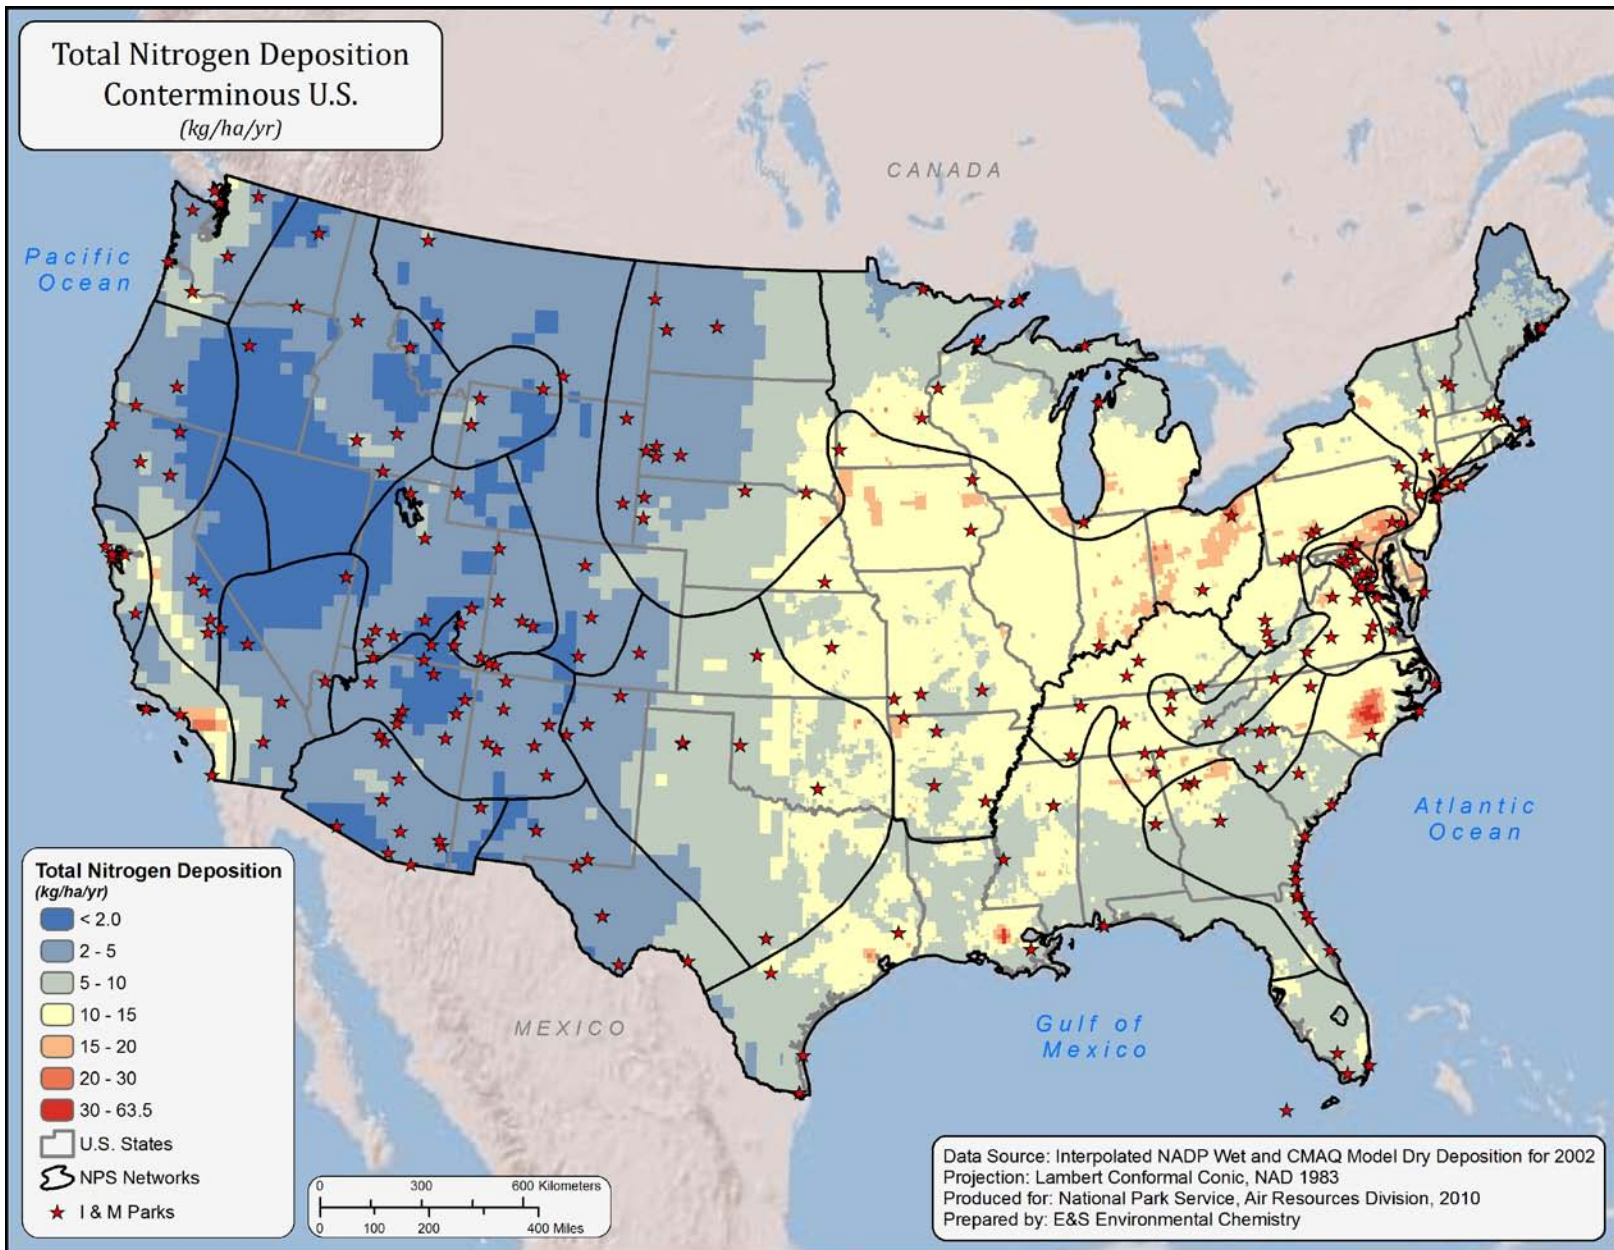 Total Nitrogen Deposition
Conterminous U.S.
(kg/ha/yr)
CANADA
Pacific
Ocean
Atlantic
Ocean
Gulf of
Mexico
MEXICO
Total Nitrogen Deposition
(kg/ha/yr)
< 2.0
2 - 5
5 - 10
10 - 15
15 - 20
20 - 30
30 - 63.5
U.S. States
NPS Networks
I & M Parks
0 300 600 Kilometers
0 100 200 400 Miles
Data Source: Interpolated NADP Wet and CMAQ Model Dry Deposition for 2002
Projection: Lambert Conformal Conic, NAD 1983
Produced for: National Park Service, Air Resources Division, 2010
Prepared by: E&S Environmental Chemistry